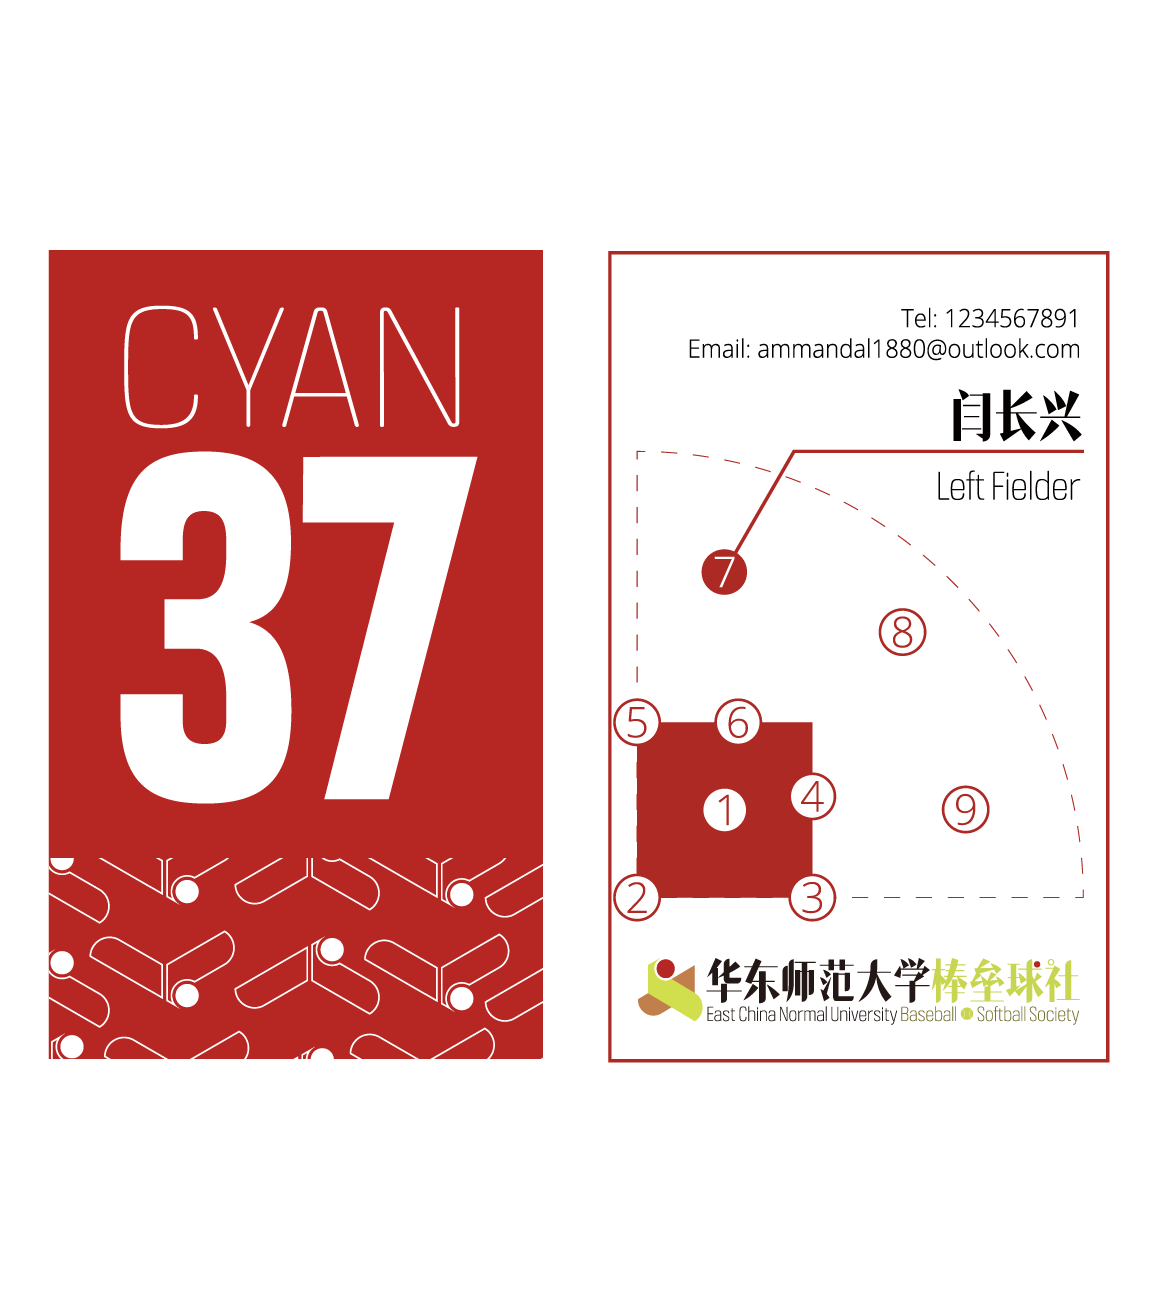 CYAN
37
Tel: 1234567891
Email: ammandal1880@outlook.com
闫长兴
Left Fielder
7
8
5
6
4
1
9
2
3
华东师范大学棒垒球社
East China Normal University Baseball Softball Society